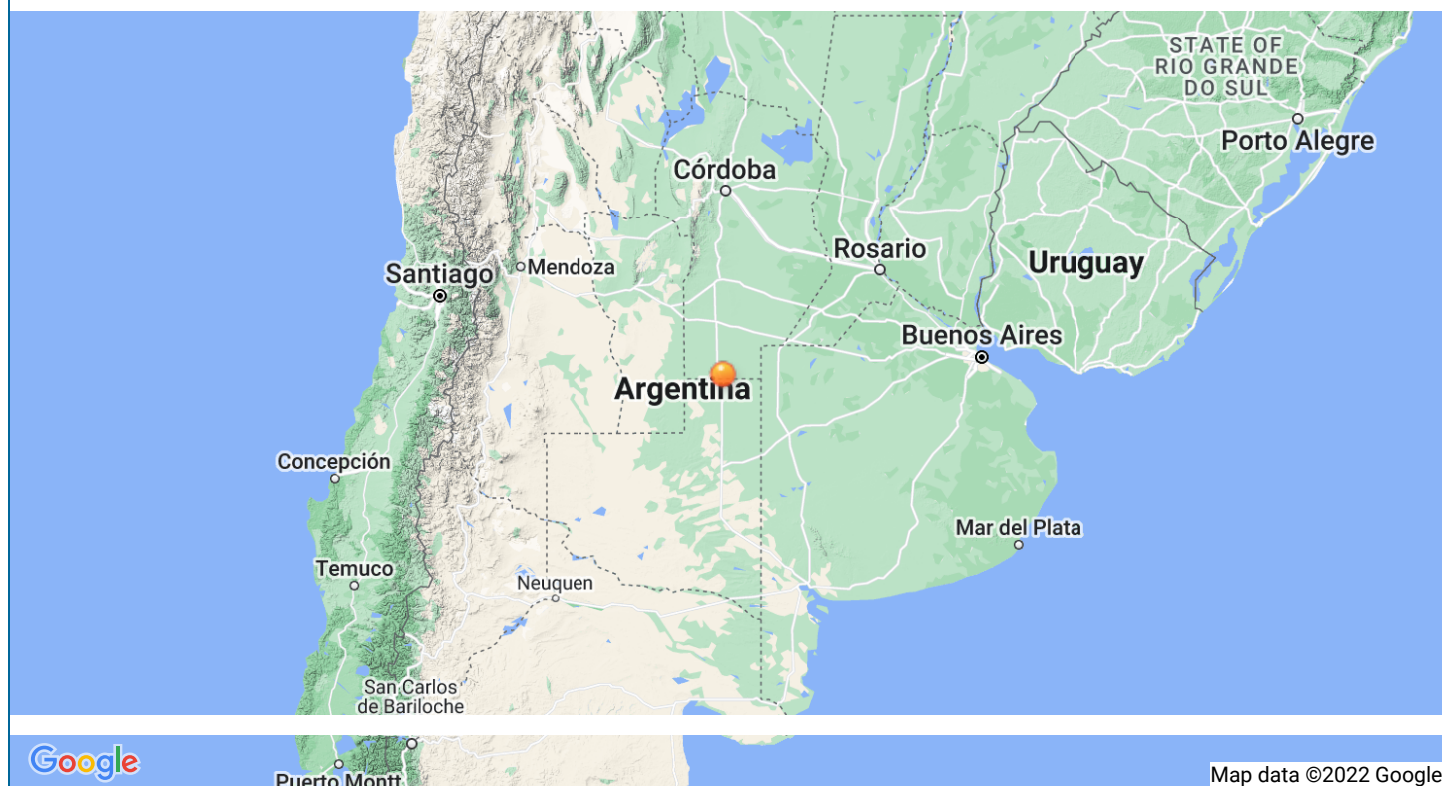 STATE OF
RIO GRANDE
DO SUL
Porto Alegre
Córdoba
Rosario
Uruguay
Santiago
Mendoza
Buenos Aires
Argentina
Concepción
Mar del Plata
Temuco
Neuquen
San Carlos
de Bariloche
Google
Puerto Montt
Map data ©2022 Google